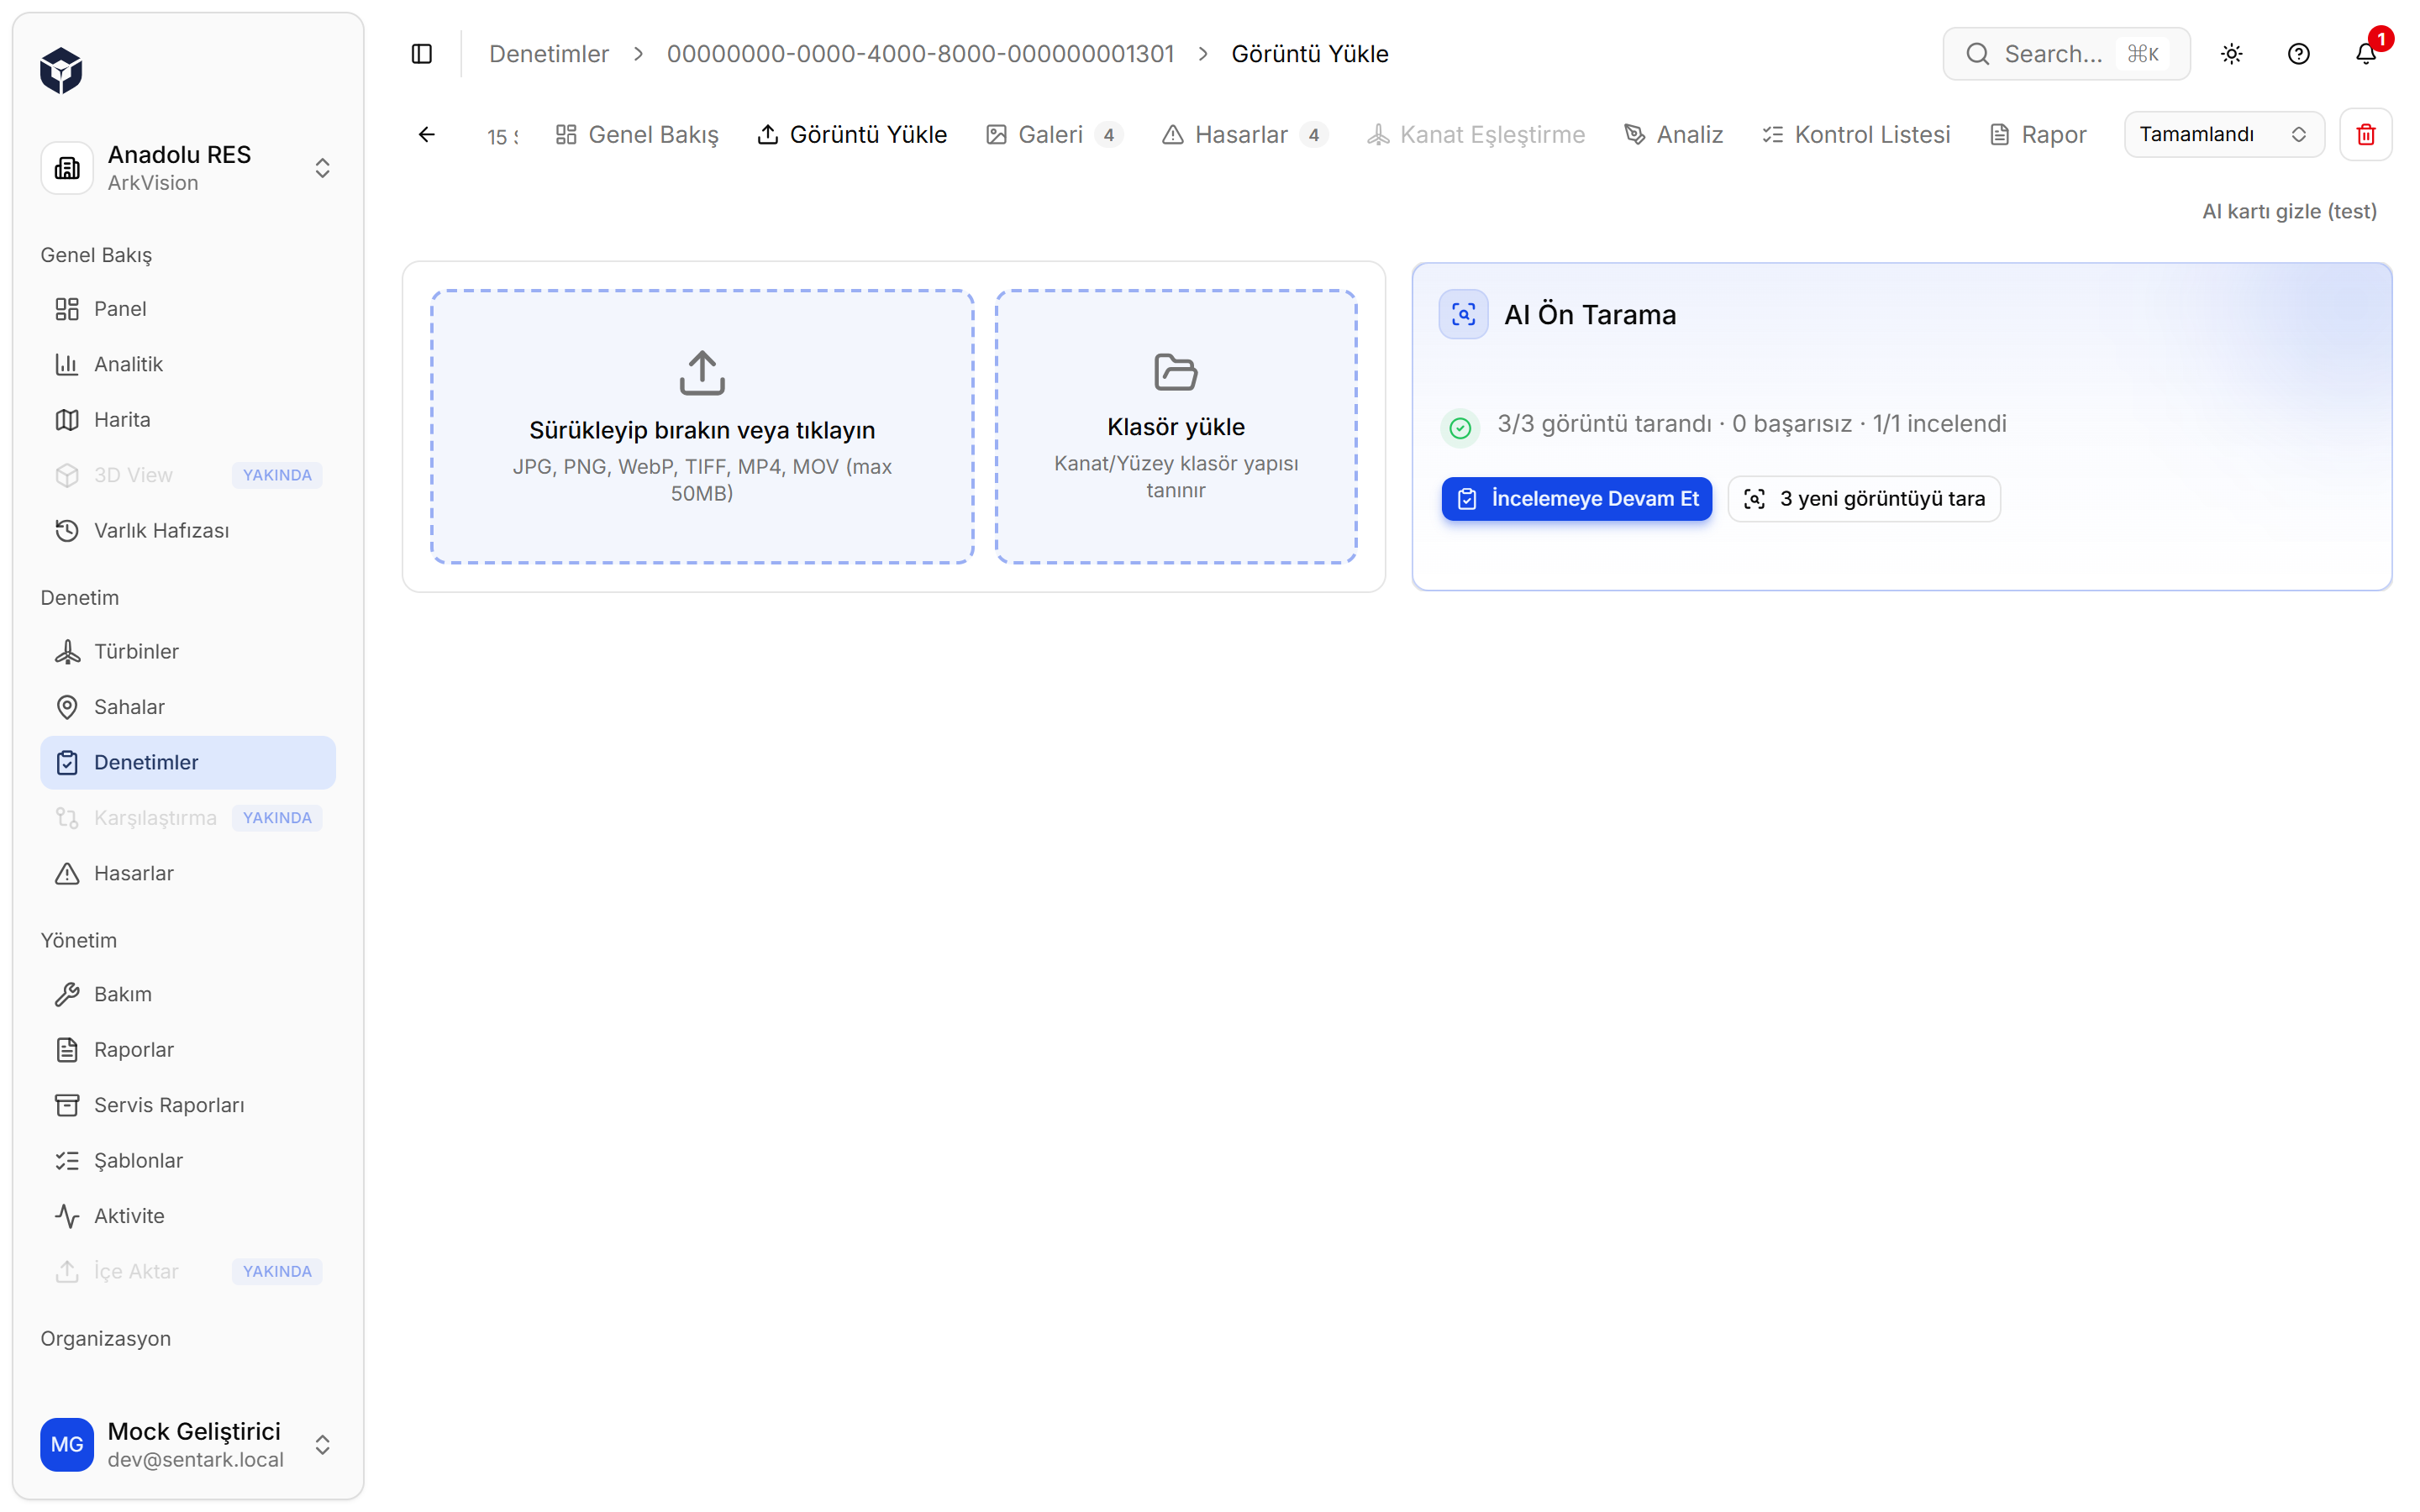 Anadolu RES
ArkVision
Genel Bakış
Panel
Analitik
Harita
3D View YAKINDA
Varlık Hafızası
Denetim
Türbinler
Sahalar
Denetimler
Karşılaştırma YAKINDA
Hasarlar
Yönetim
Bakım
Raporlar
Servis Raporları
Şablonlar
Aktivite
İçe Aktar YAKINDA
Organizasyon
MG
Mock Geliştirici
dev@sentark.local
Denetimler > 00000000-0000-4000-8000-000000001301 > Görüntü Yükle
Search... ⌘K
1
15 Genel Bakış Görüntü Yükle Galeri 4 Hasarlar 4 Kanat Eşleştirme Analiz Kontrol Listesi Rapor Tamamlandı
AI kartı gizle (test)
Sürükleyip bırakın veya tıklayın
JPG, PNG, WebP, TIFF, MP4, MOV (max
50MB)
Klasör yükle
Kanat/Yüzey klasör yapısı
tanınır
AI Ön Tarama
3/3 görüntü tarandı · 0 başarısız · 1/1 incelendi
İncelemeye Devam Et
3 yeni görüntüyü tara